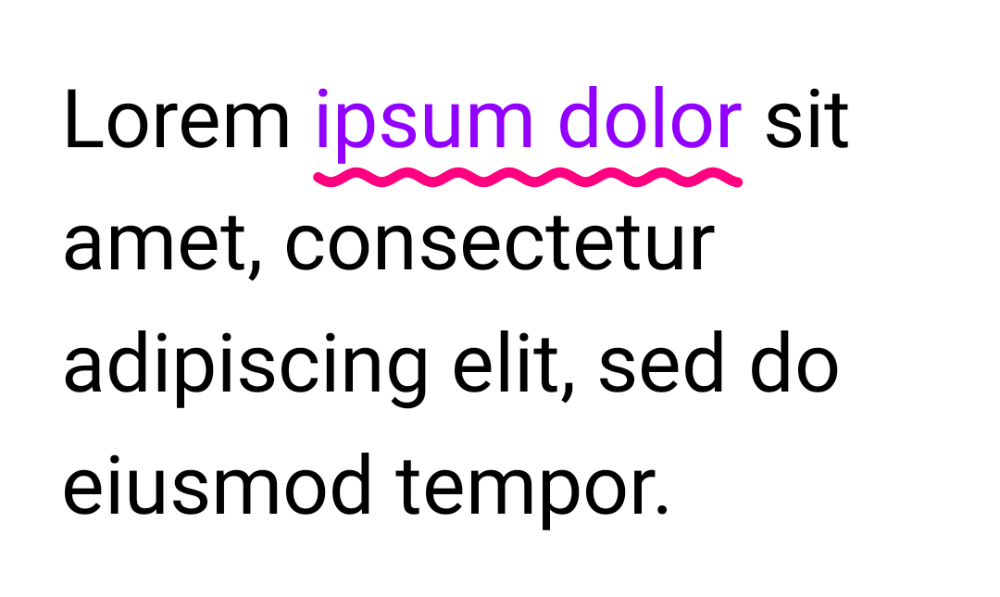 Lorem ipsum dolor sit
amet, consectetur
adipiscing elit, sed do
eiusmod tempor.